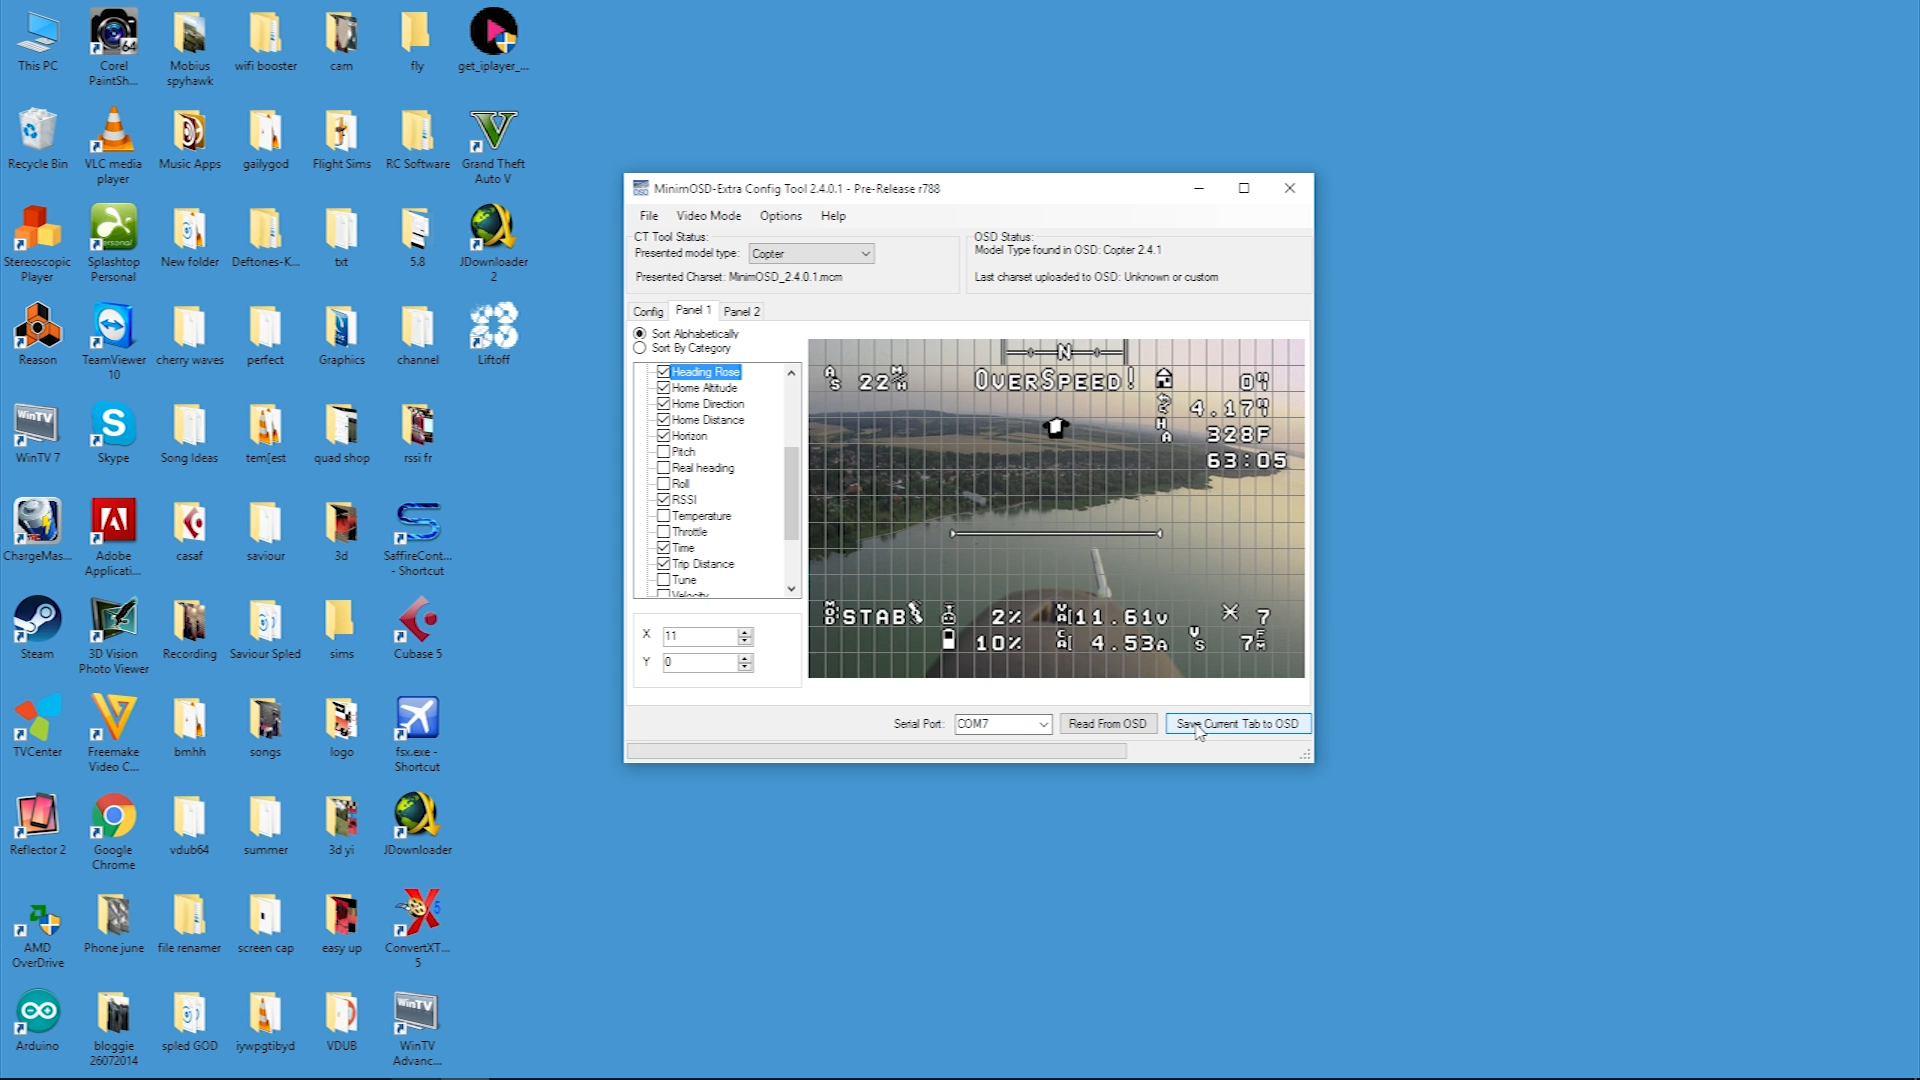 This PC
Corel
PaintSh...
64
Mobius
spyhawk
wifi booster
cam
fly
get_iplayer_...
Recycle Bin
VLC media
player
Music Apps
gailygod
Flight Sims
RC Software
Grand Theft
Auto V
Stereoscopic
Player
Splashtop
Personal
New folder
Deftones-K...
txt
5.8
JDownloader
2
Reason
TeamViewer
10
cherry waves
perfect
Graphics
channel
Liftoff
WinTV
WinTV 7
Skype
Song Ideas
tem[est
quad shop
rssi fr
ChargeMas...
Adobe
Applicati...
casaf
saviour
3d
SaffireCont...
- Shortcut
Steam
3D Vision
Photo Viewer
Recording
Saviour Spled
sims
Cubase 5
TVCenter
Freemake
Video C...
bmhh
songs
logo
fsx.exe -
Shortcut
Reflector 2
Google
Chrome
vdub64
summer
3d yi
JDownloader
AMD
OverDrive
Phone june
file renamer
screen cap
easy up
ConvertXT...
5
Arduino
bloggie
26072014
spled GOD
iywpgtibyd
VDUB
WinTV
WinTV
Advanc...
MinimOSD-Extra Config Tool 2.4.0.1 - Pre-Release r788
File Video Mode Options Help
CT Tool Status:
Presented model type: Copter
Presented Charset: MinimOSD_2.4.0.1.mcm
OSD Status:
Model Type found in OSD: Copter 2.4.1
Last charset uploaded to OSD: Unknown or custom
Config Panel 1 Panel 2
Sort Alphabetically
Sort By Category
Heading Rose
Home Altitude
Home Direction
Home Distance
Horizon
Pitch
Real heading
Roll
RSSI
Temperature
Throttle
Time
Trip Distance
Tune
Velocity
X 11
Y 0
N
AS 22 M/H OverSpeed! 0M
4.17M
HA 328F
63:05
STAB 2% 11.61v 7
10% 4.53A VS 7
Serial Port: COM7 Read From OSD Save Current Tab to OSD